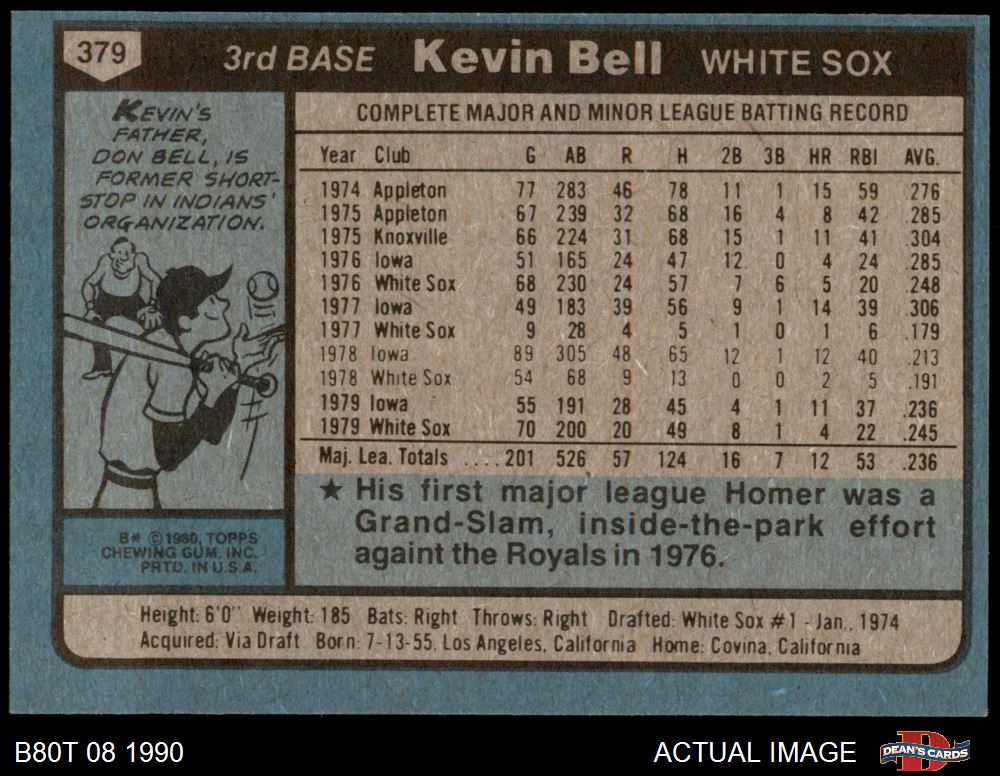 379
3rd BASE Kevin Bell WHITE SOX
KEVIN'S
FATHER,
DON BELL, IS
FORMER SHORT-
STOP IN INDIANS'
ORGANIZATION.
COMPLETE MAJOR AND MINOR LEAGUE BATTING RECORD
Year Club G AB R H 2B 3B HR RBI AVG.
1974 Appleton 77 283 46 78 11 1 15 59 .276
1975 Appleton 67 239 32 68 16 4 8 42 .285
1975 Knoxville 66 224 31 68 15 1 11 41 .304
1976 Iowa 51 165 24 47 12 0 4 24 .285
1976 White Sox 68 230 24 57 7 6 5 20 .248
1977 Iowa 49 183 39 56 9 1 14 39 .306
1977 White Sox 9 28 4 5 1 0 1 6 .179
1978 Iowa 89 305 48 65 12 1 12 40 .213
1978 White Sox 54 68 9 13 0 0 2 5 .191
1979 Iowa 55 191 28 45 4 1 11 37 .236
1979 White Sox 70 200 20 49 8 1 4 22 .245
Maj. Lea. Totals ....201 526 57 124 16 7 12 53 .236
★ His first major league Homer was a
Grand-Slam, inside-the-park effort
againt the Royals in 1976.
B* © 1980, TOPPS
CHEWING GUM, INC.
PRTD. IN U.S.A.
Height: 6'0" Weight: 185 Bats: Right Throws: Right Drafted: White Sox #1 - Jan., 1974
Acquired: Via Draft Born: 7-13-55, Los Angeles, California Home: Covina, California
B80T 08 1990
ACTUAL IMAGE
D
DEAN'S CARDS